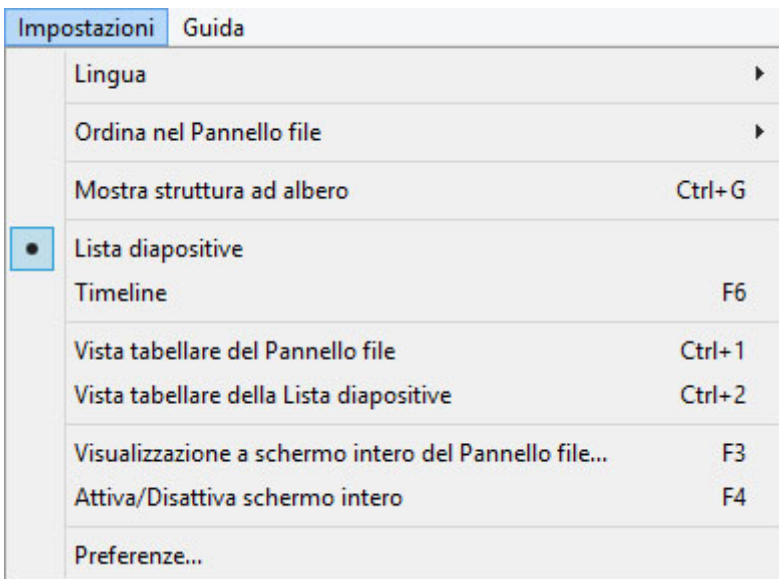 Impostazioni Guida
Lingua
Ordina nel Pannello file
Mostra struttura ad albero Ctrl+G
Lista diapositive
Timeline F6
Vista tabellare del Pannello file Ctrl+1
Vista tabellare della Lista diapositive Ctrl+2
Visualizzazione a schermo intero del Pannello file... F3
Attiva/Disattiva schermo intero F4
Preferenze...